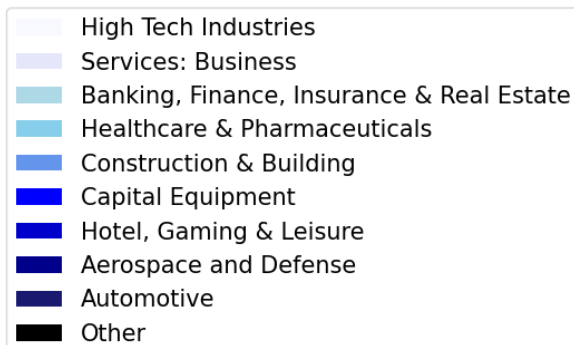 High Tech Industries
Services: Business
Banking, Finance, Insurance & Real Estate
Healthcare & Pharmaceuticals
Construction & Building
Capital Equipment
Hotel, Gaming & Leisure
Aerospace and Defense
Automotive
Other